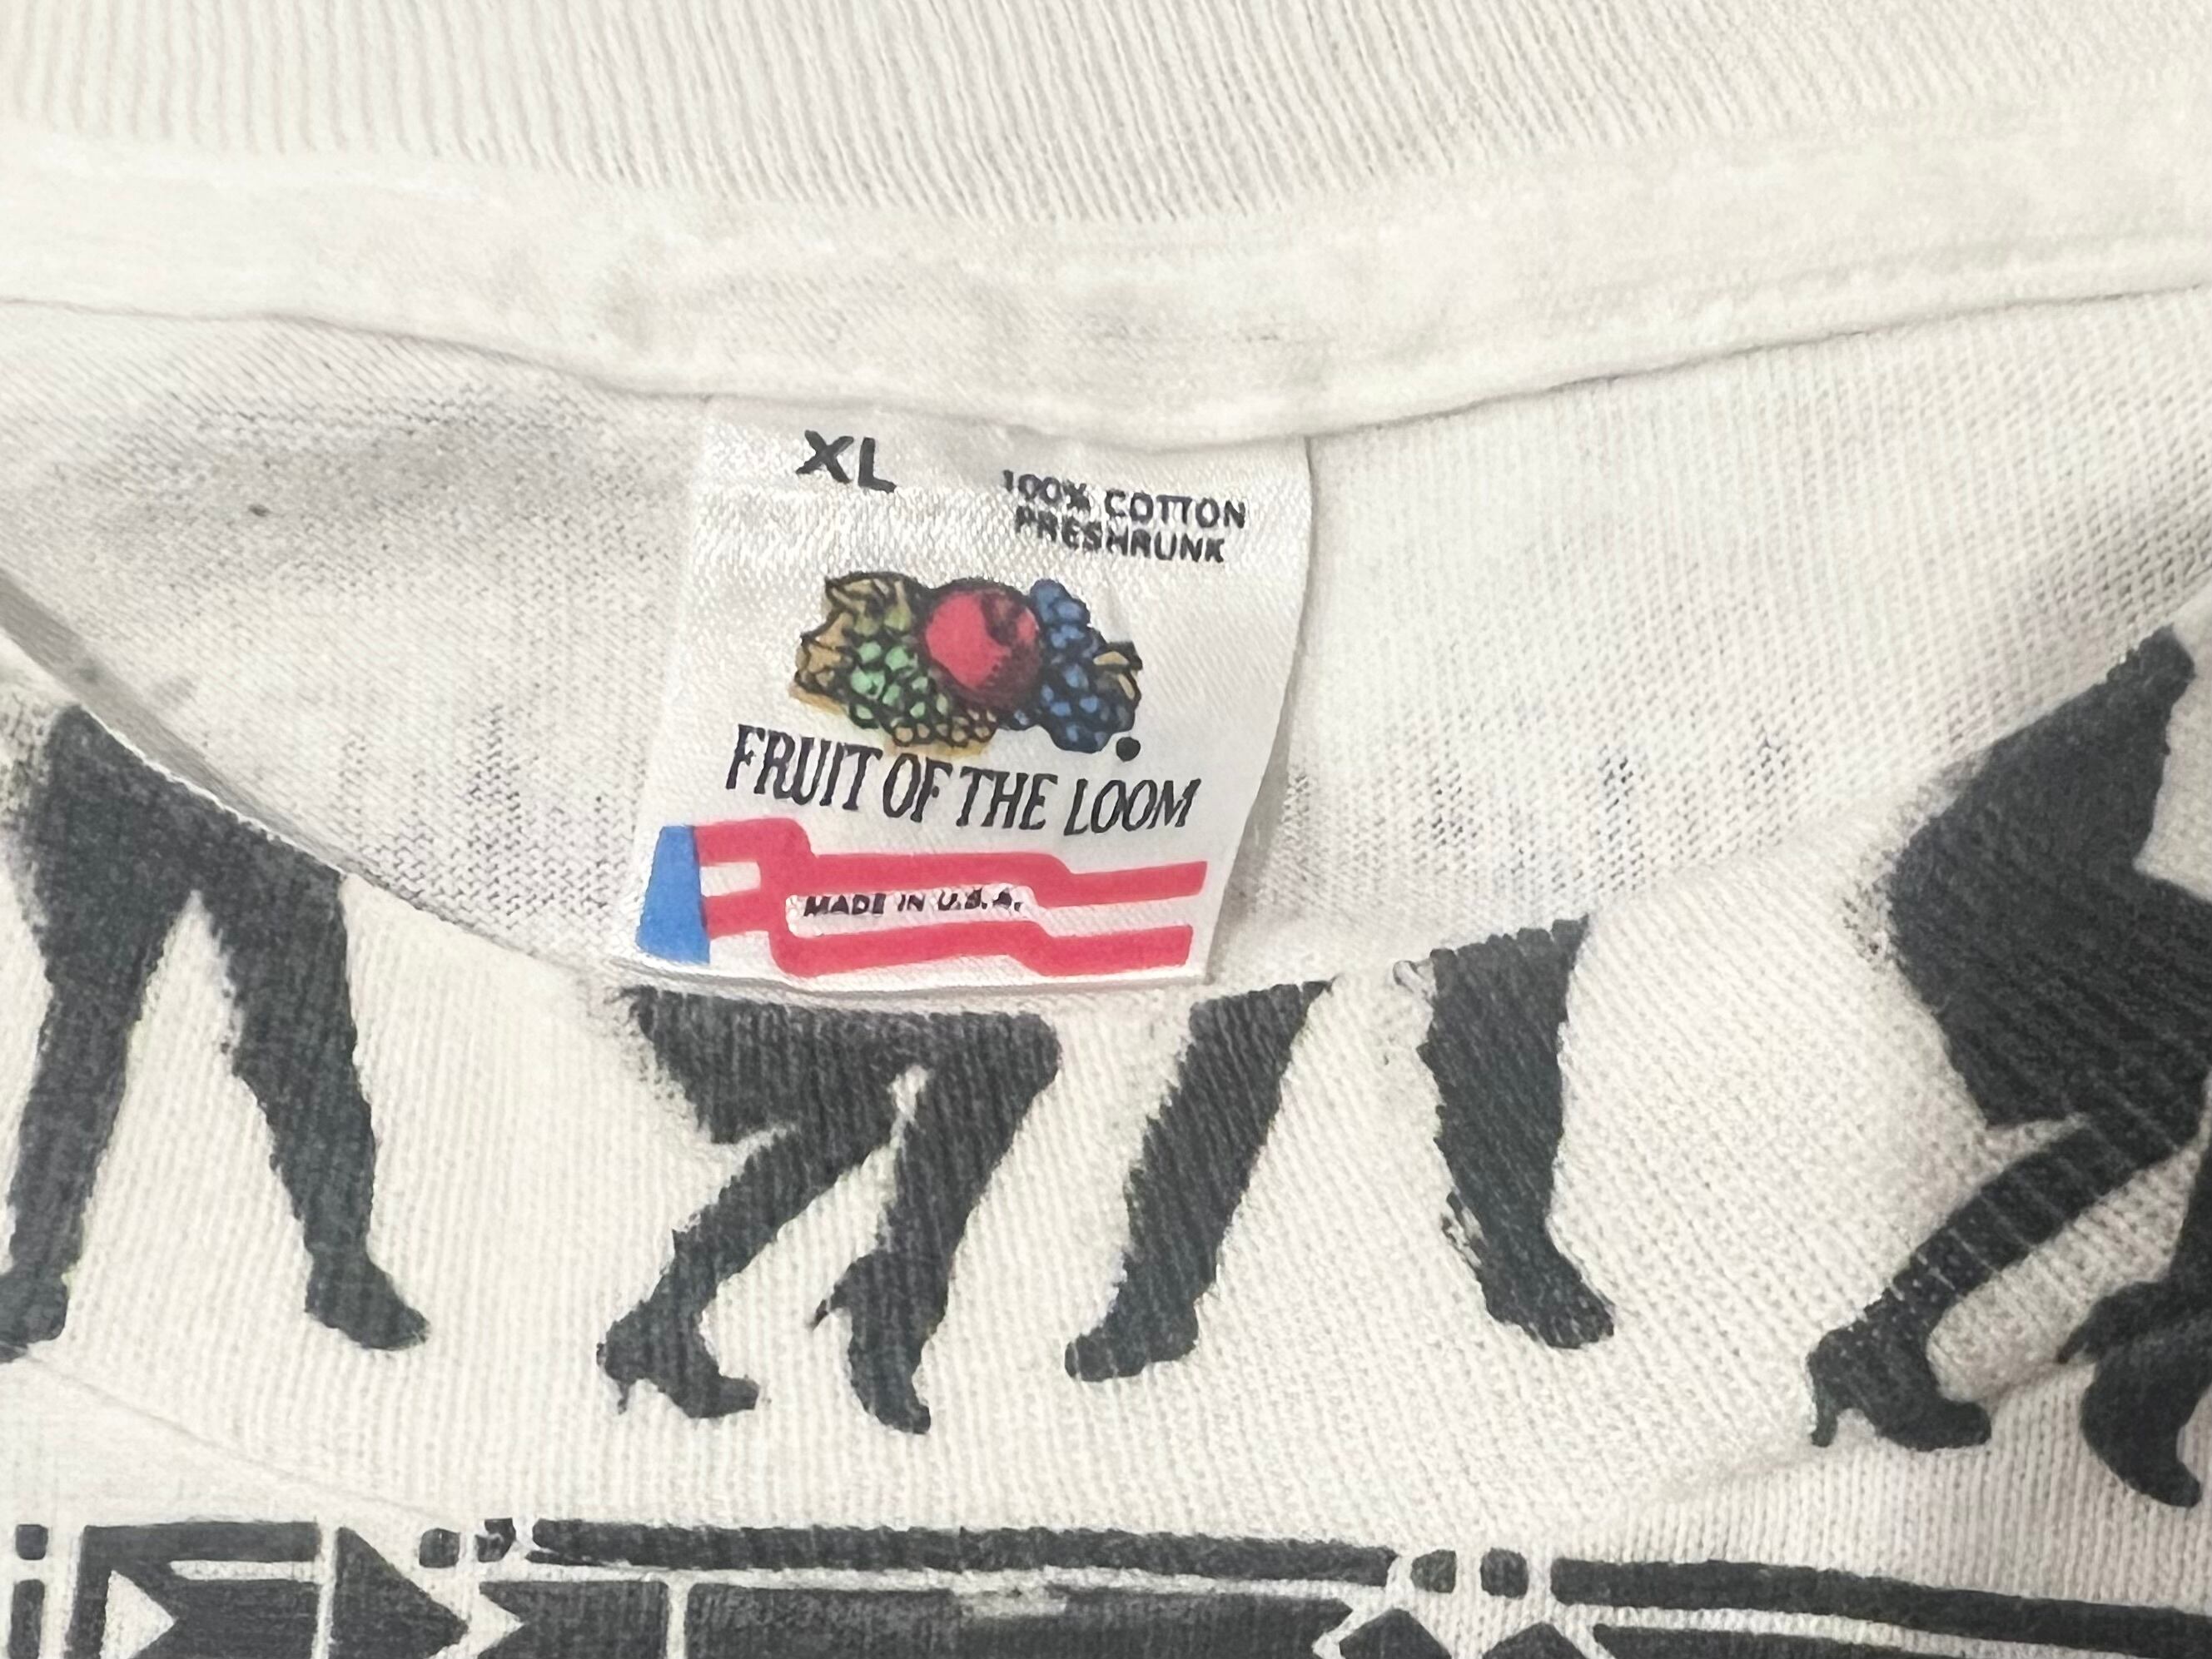 XL
100% COTTON
PRESHRUNK
FRUIT OF THE LOOM
MADE IN U.S.A.